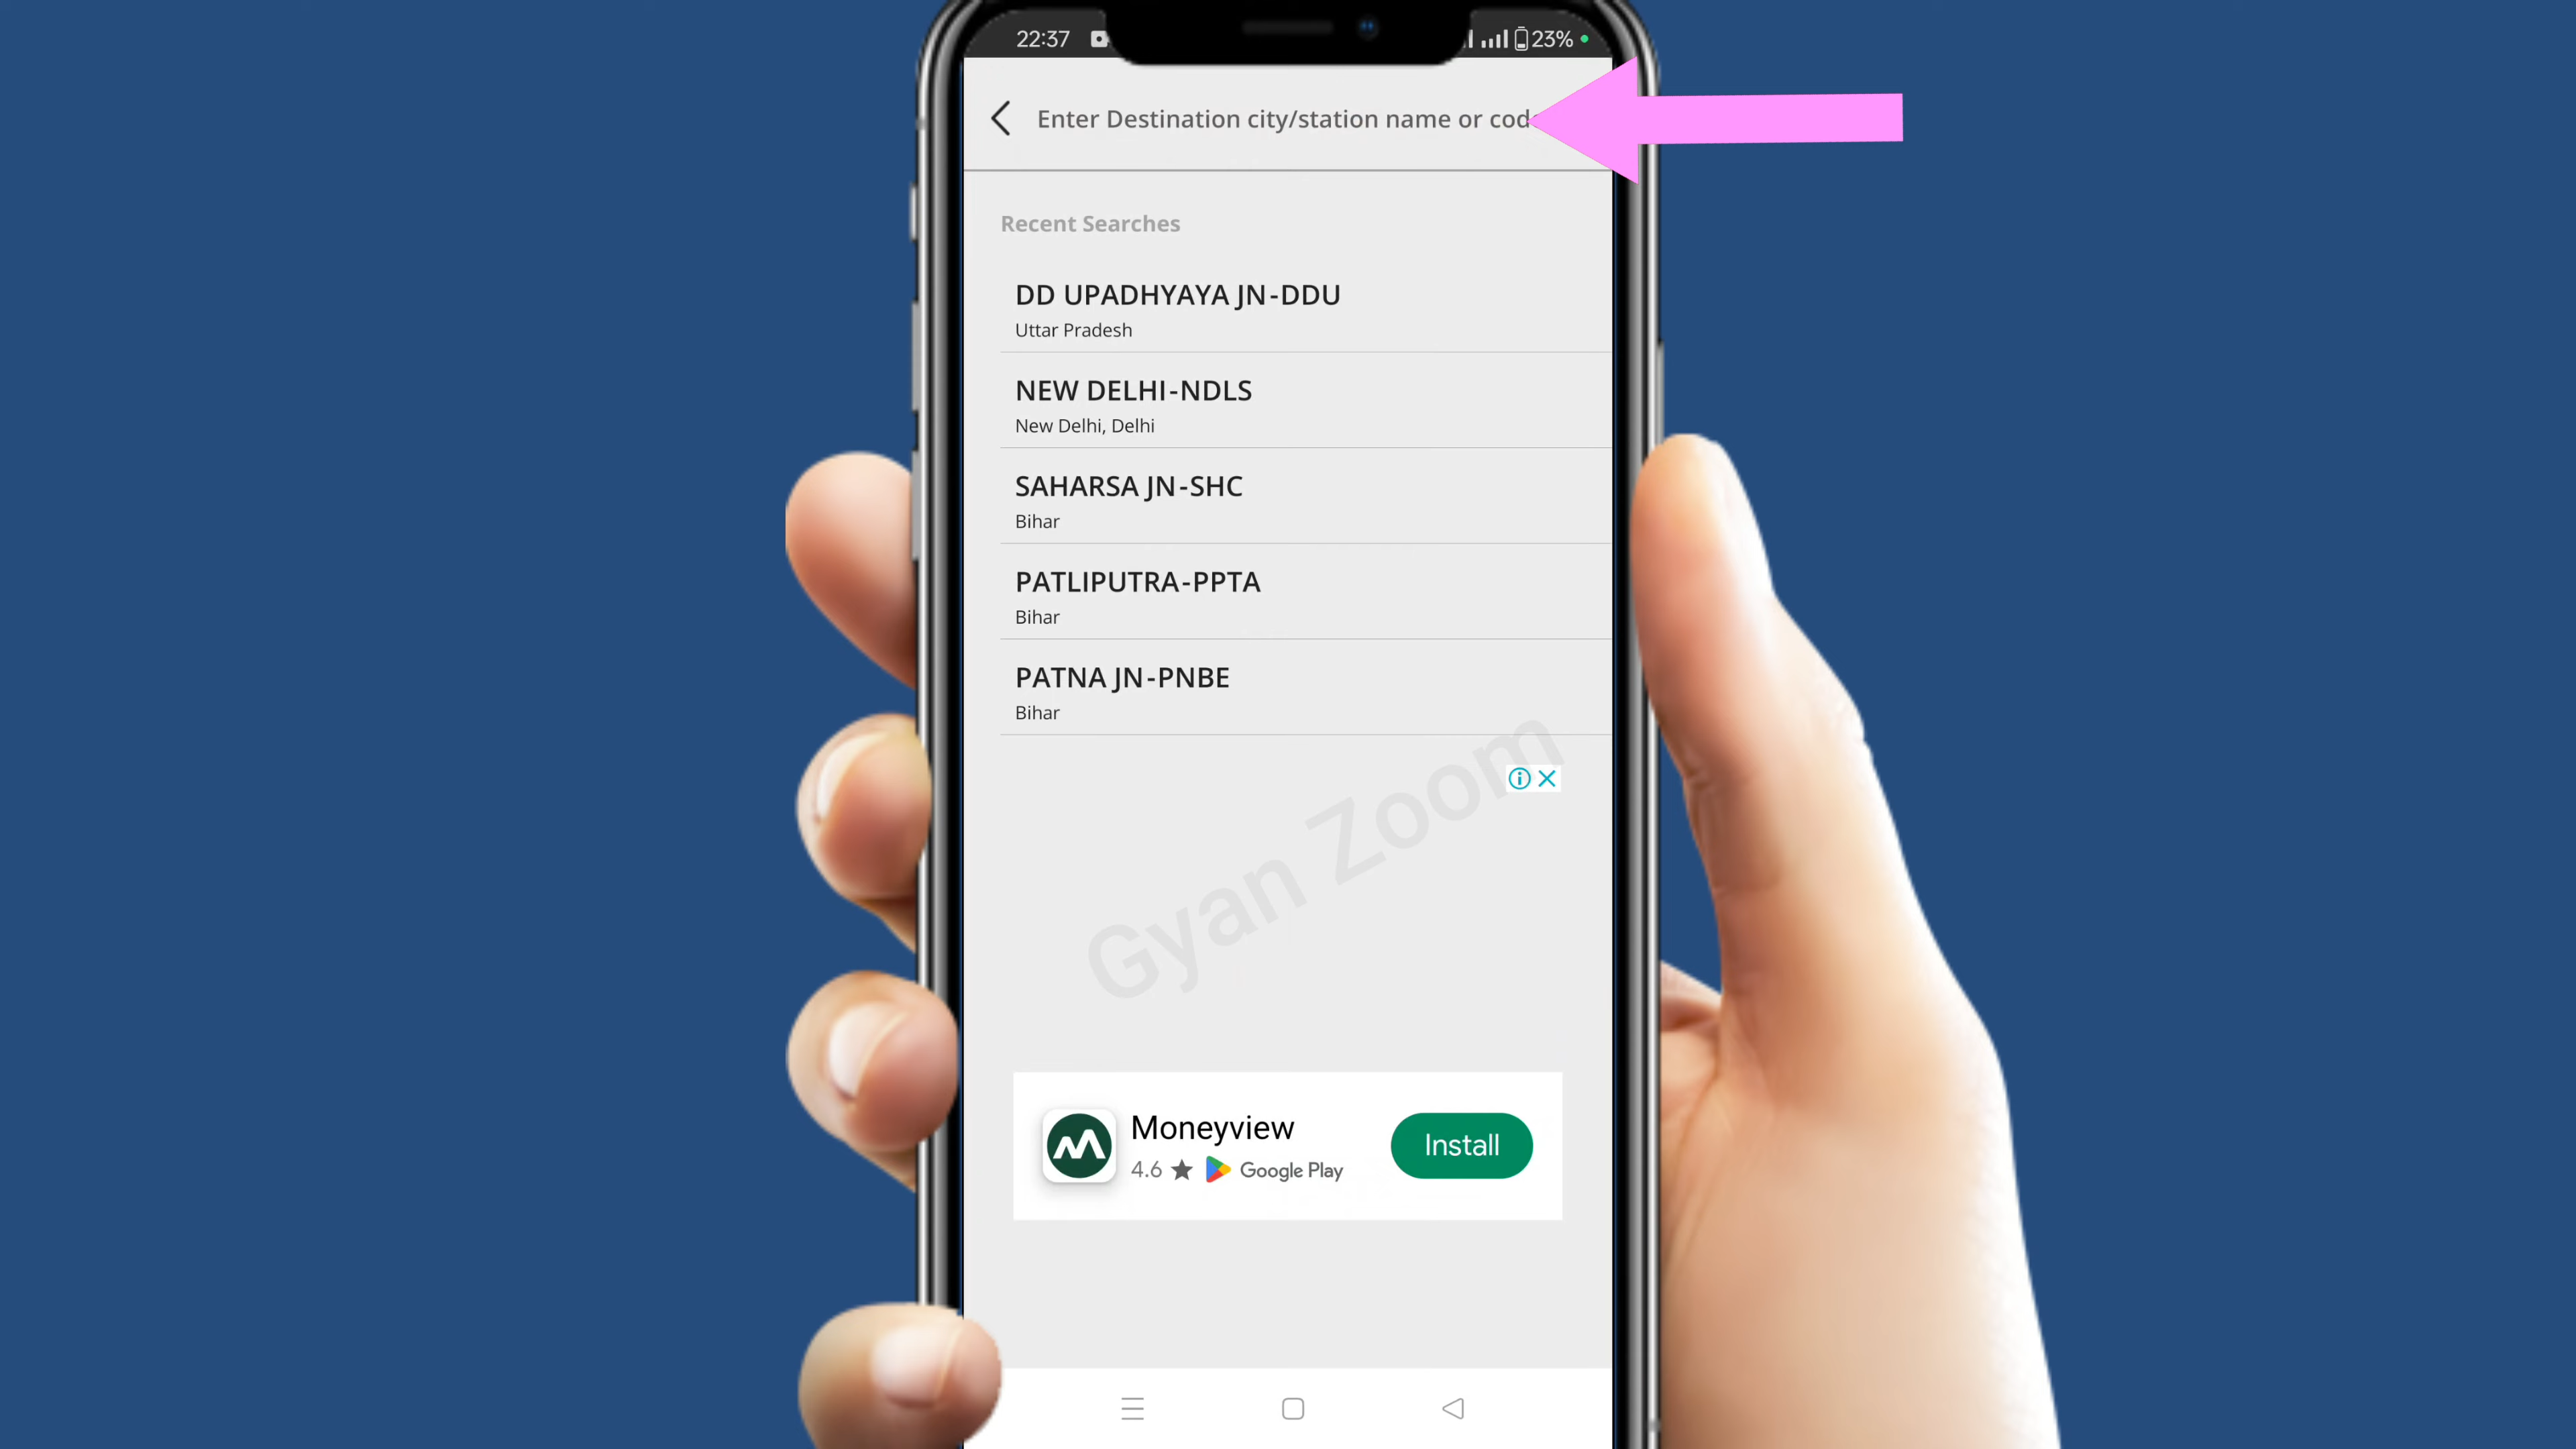 22:37
23%
Enter Destination city/station name or cod
Recent Searches
DD UPADHYAYA JN-DDU
Uttar Pradesh
NEW DELHI-NDLS
New Delhi, Delhi
SAHARSA JN-SHC
Bihar
PATLIPUTRA-PPTA
Bihar
PATNA JN-PNBE
Bihar
Gyan Zoom
Moneyview
4.6 ★ Google Play
Install